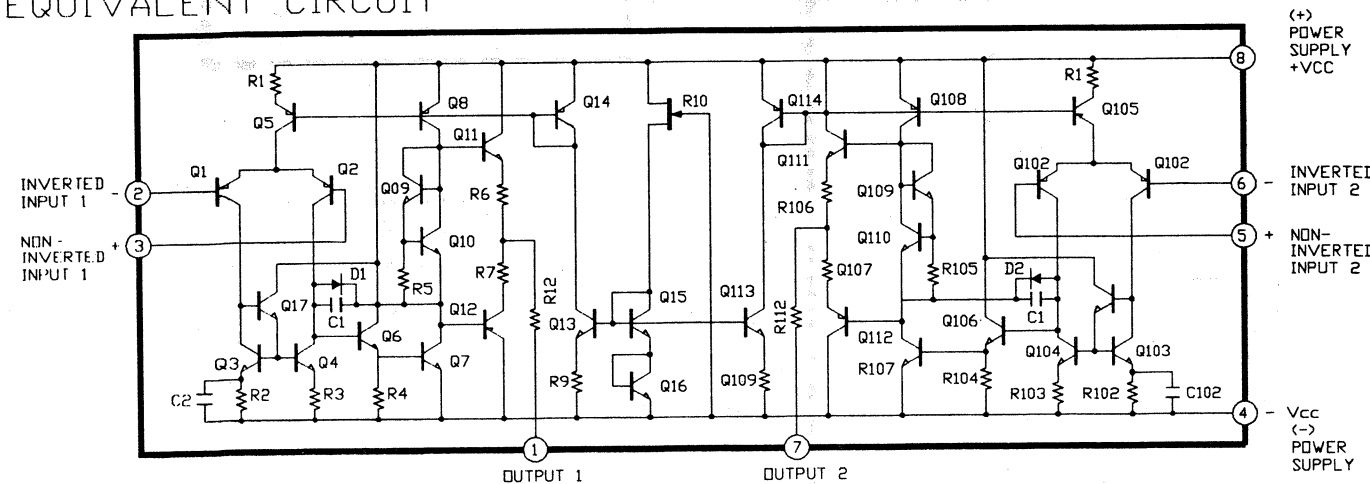 EQUIVALENT CIRCUIT
(+)
POWER
SUPPLY
+VCC
8
R1
Q5
Q8
Q14
R10
Q114
Q108
R1
Q105
Q11
Q111
Q1
Q2
Q09
R6
Q102
Q102
INVERTED
INPUT 1
-
2
R106
Q109
6
-
INVERTED
INPUT 2
NON-
INVERTED
INPUT 1
+
3
Q10
Q110
5
+
NON-
INVERTED
INPUT 2
R5
R7
R12
Q107
R105
D1
D2
Q17
C1
Q12
Q13
Q15
Q113
R112
Q112
Q106
C1
Q3
Q4
Q6
Q7
Q16
R107
Q104
Q103
C2
R2
R3
R4
R9
Q109
R104
R103
R102
C102
4
-
Vcc
(-)
POWER
SUPPLY
1
OUTPUT 1
7
OUTPUT 2